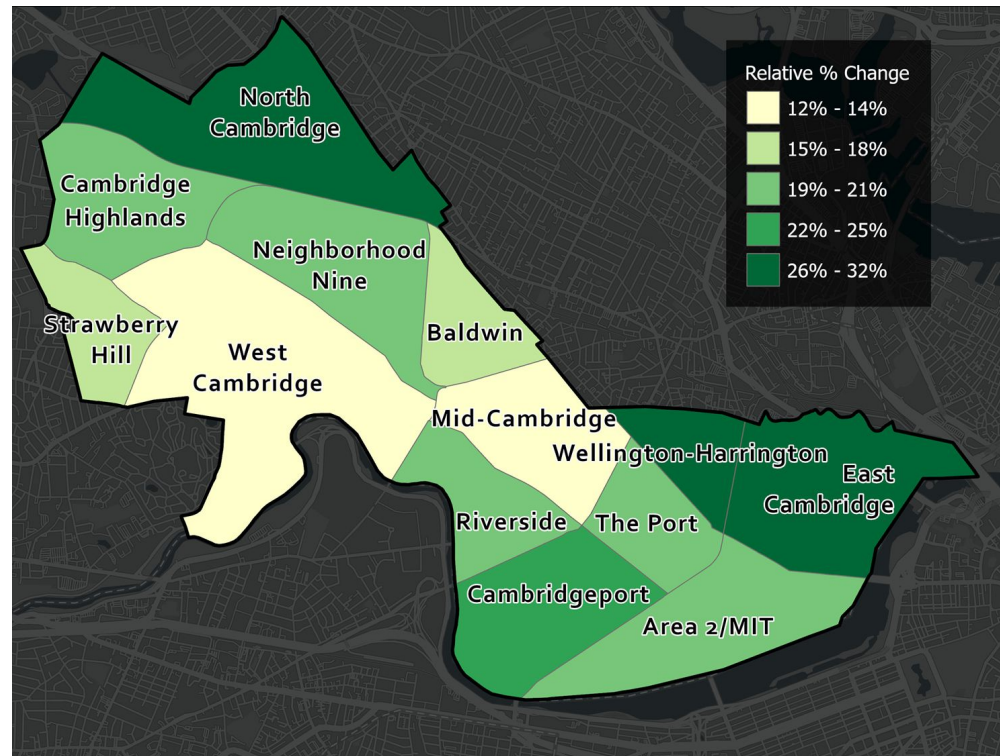 North
Cambridge
Relative % Change
12% - 14%
15% - 18%
19% - 21%
22% - 25%
26% - 32%
Cambridge
Highlands
Neighborhood
Nine
Strawberry
Hill
Baldwin
West
Cambridge
Mid-Cambridge
Wellington-Harrington
East
Cambridge
Riverside
The Port
Cambridgeport
Area 2/MIT